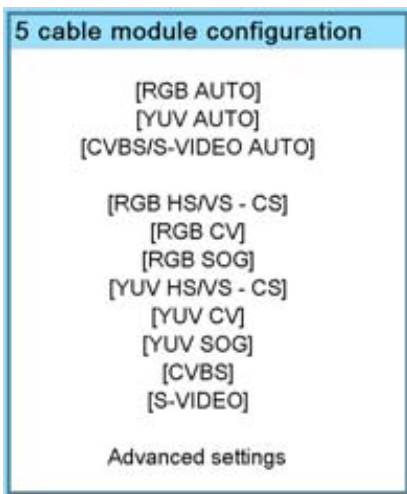 5 cable module configuration
[RGB AUTO]
[YUV AUTO]
[CVBS/S-VIDEO AUTO]
[RGB HS/VS - CS]
[RGB CV]
[RGB SOG]
[YUV HS/VS - CS]
[YUV CV]
[YUV SOG]
[CVBS]
[S-VIDEO]
Advanced settings